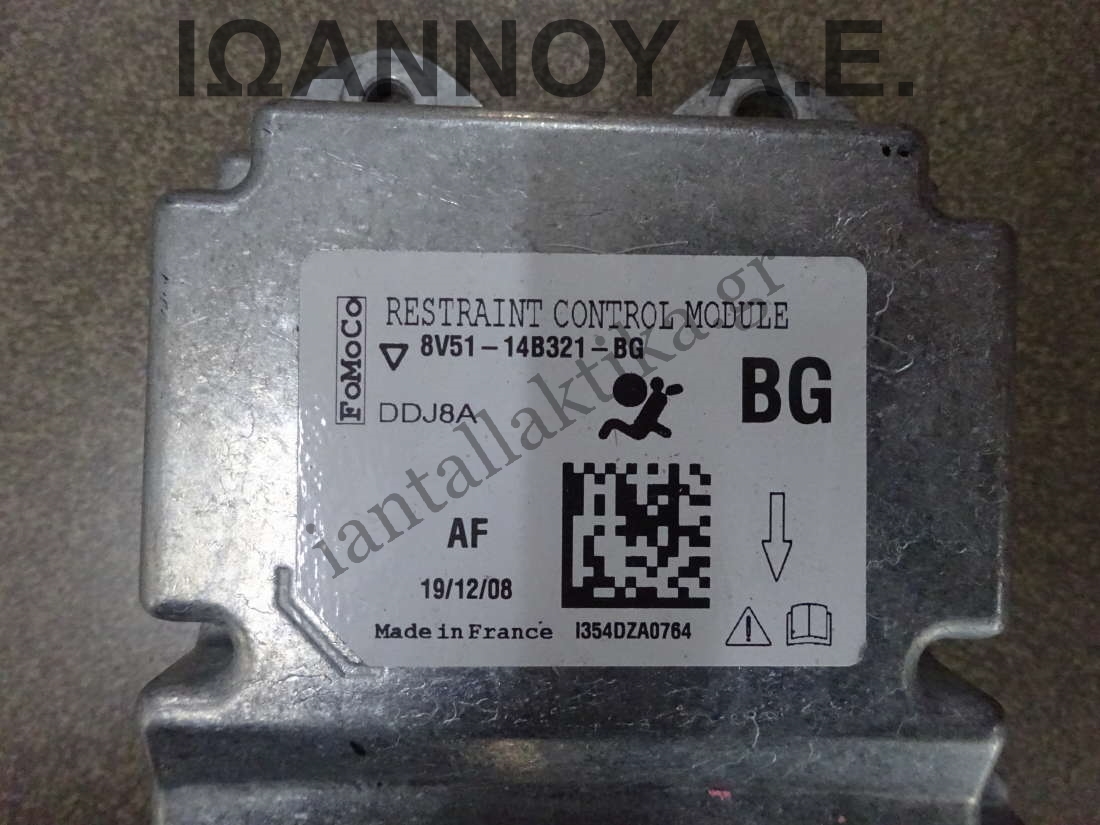 ΙΩΑΝΝΟΥ Α.Ε.
FoMoCo
RESTRAINT CONTROL MODULE
8V51-14B321-BG
BG
DDJ8A
AF
19/12/08
Made in France I354DZA0764
iantallaktika.gr